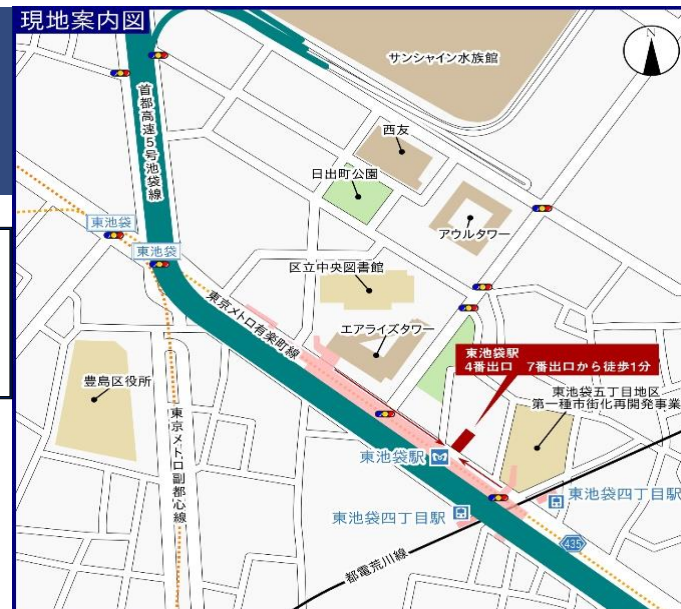 現地案内図
N
サンシャイン水族館
首都高速5号池袋線
西友
日出町公園
アウルタワー
東池袋
東池袋
区立中央図書館
東京メトロ有楽町線
エアライズタワー
東池袋駅
4番出口 7番出口から徒歩1分
豊島区役所
東池袋五丁目地区
第一種市街化再開発事業
東京メトロ副都心線
東池袋駅
東池袋四丁目駅
東池袋四丁目駅
435
都電荒川線